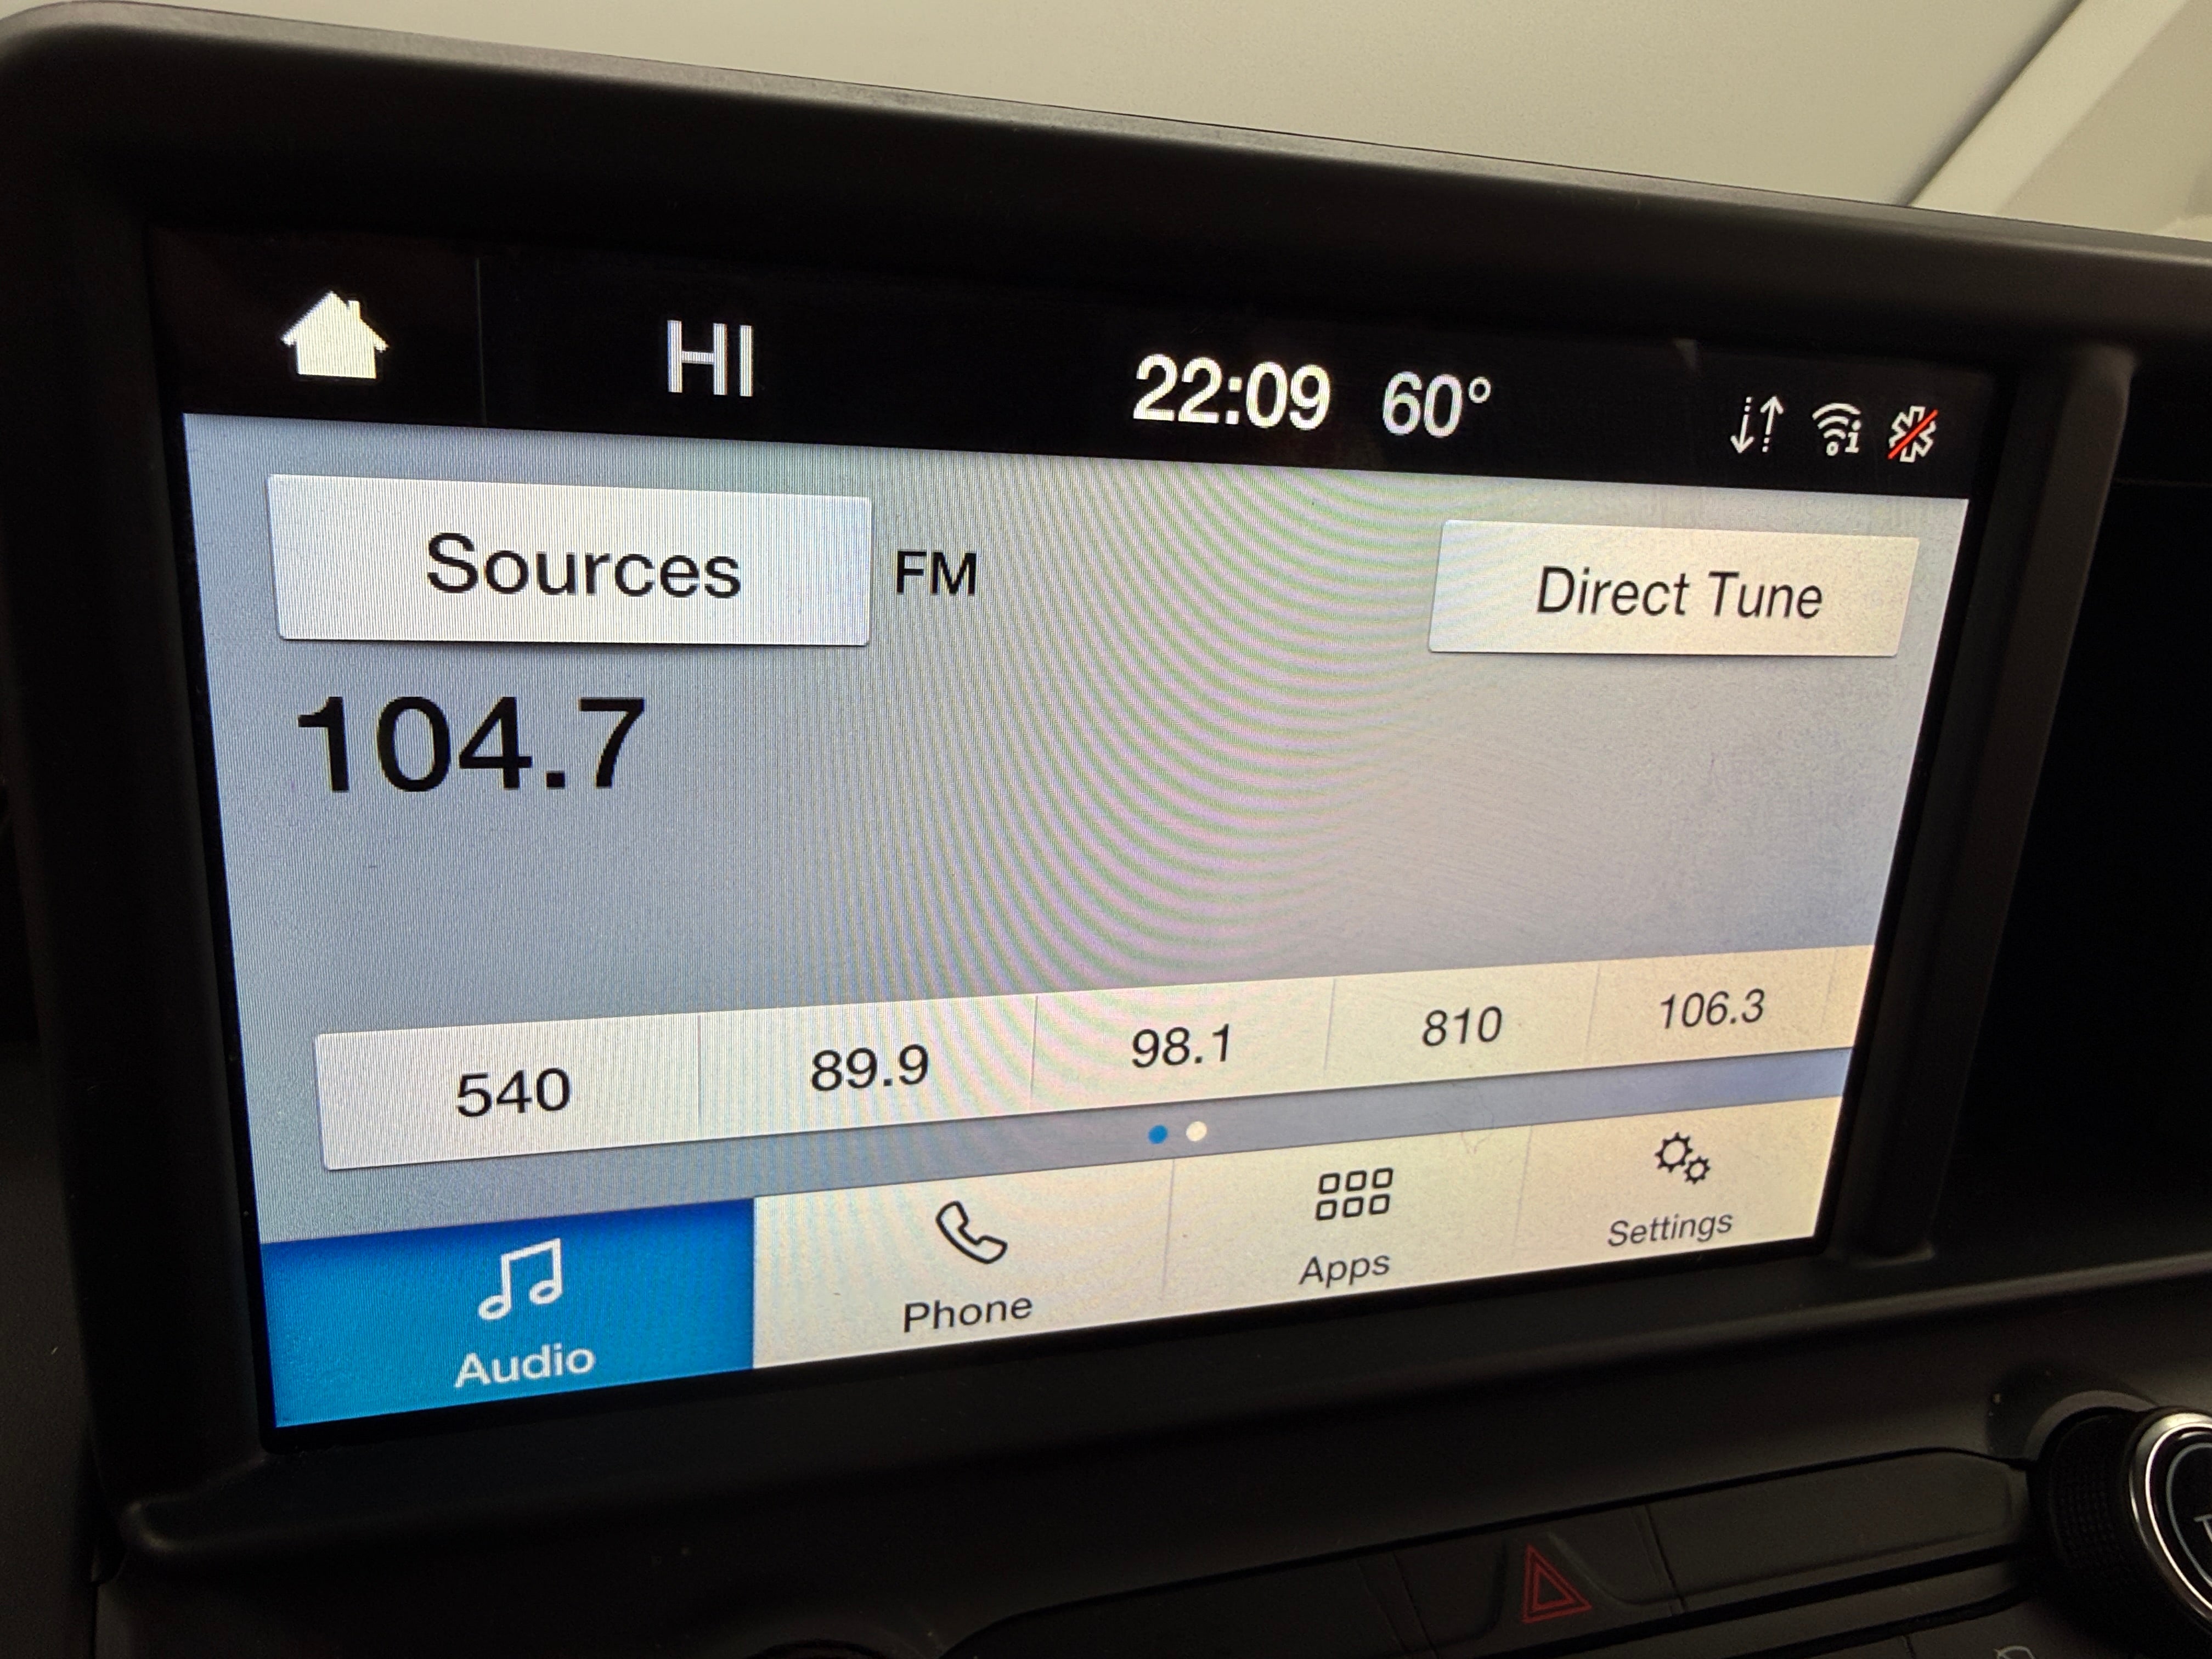 HI 22:09 60°
Sources FM Direct Tune
104.7
540 89.9 98.1 810 106.3
Audio Phone Apps Settings